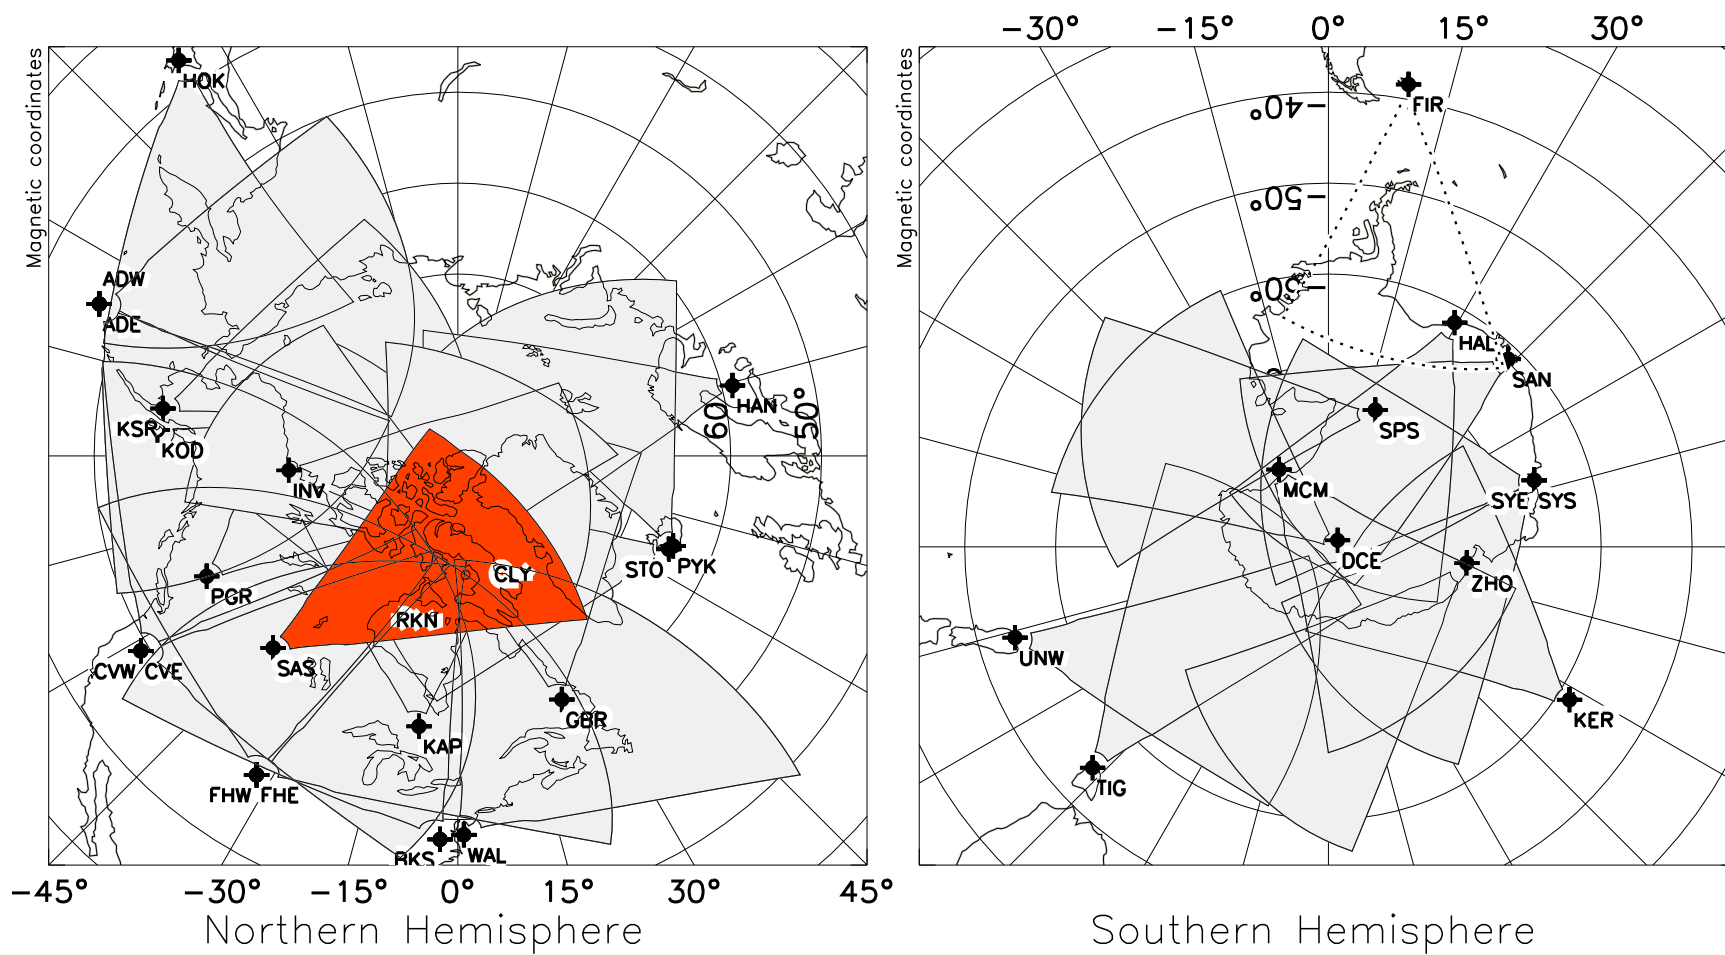 −30° −15° 0° 15° 30°
Magnetic coordinates
HOK
ADW
ADE
KSR
KOD
INV
HAN
60
50°
PGR
STO PYK
CLY
RKN
CVW CVE
SAS
GBR
KAP
FHW FHE
BKS WAL
−45° −30° −15° 0° 15° 30° 45°
Northern Hemisphere
Magnetic coordinates
FIR
−40°
−50°
HAL
SAN
SPS
MCM
SYE SYS
DCE
ZHO
UNW
KER
TIG
Southern Hemisphere